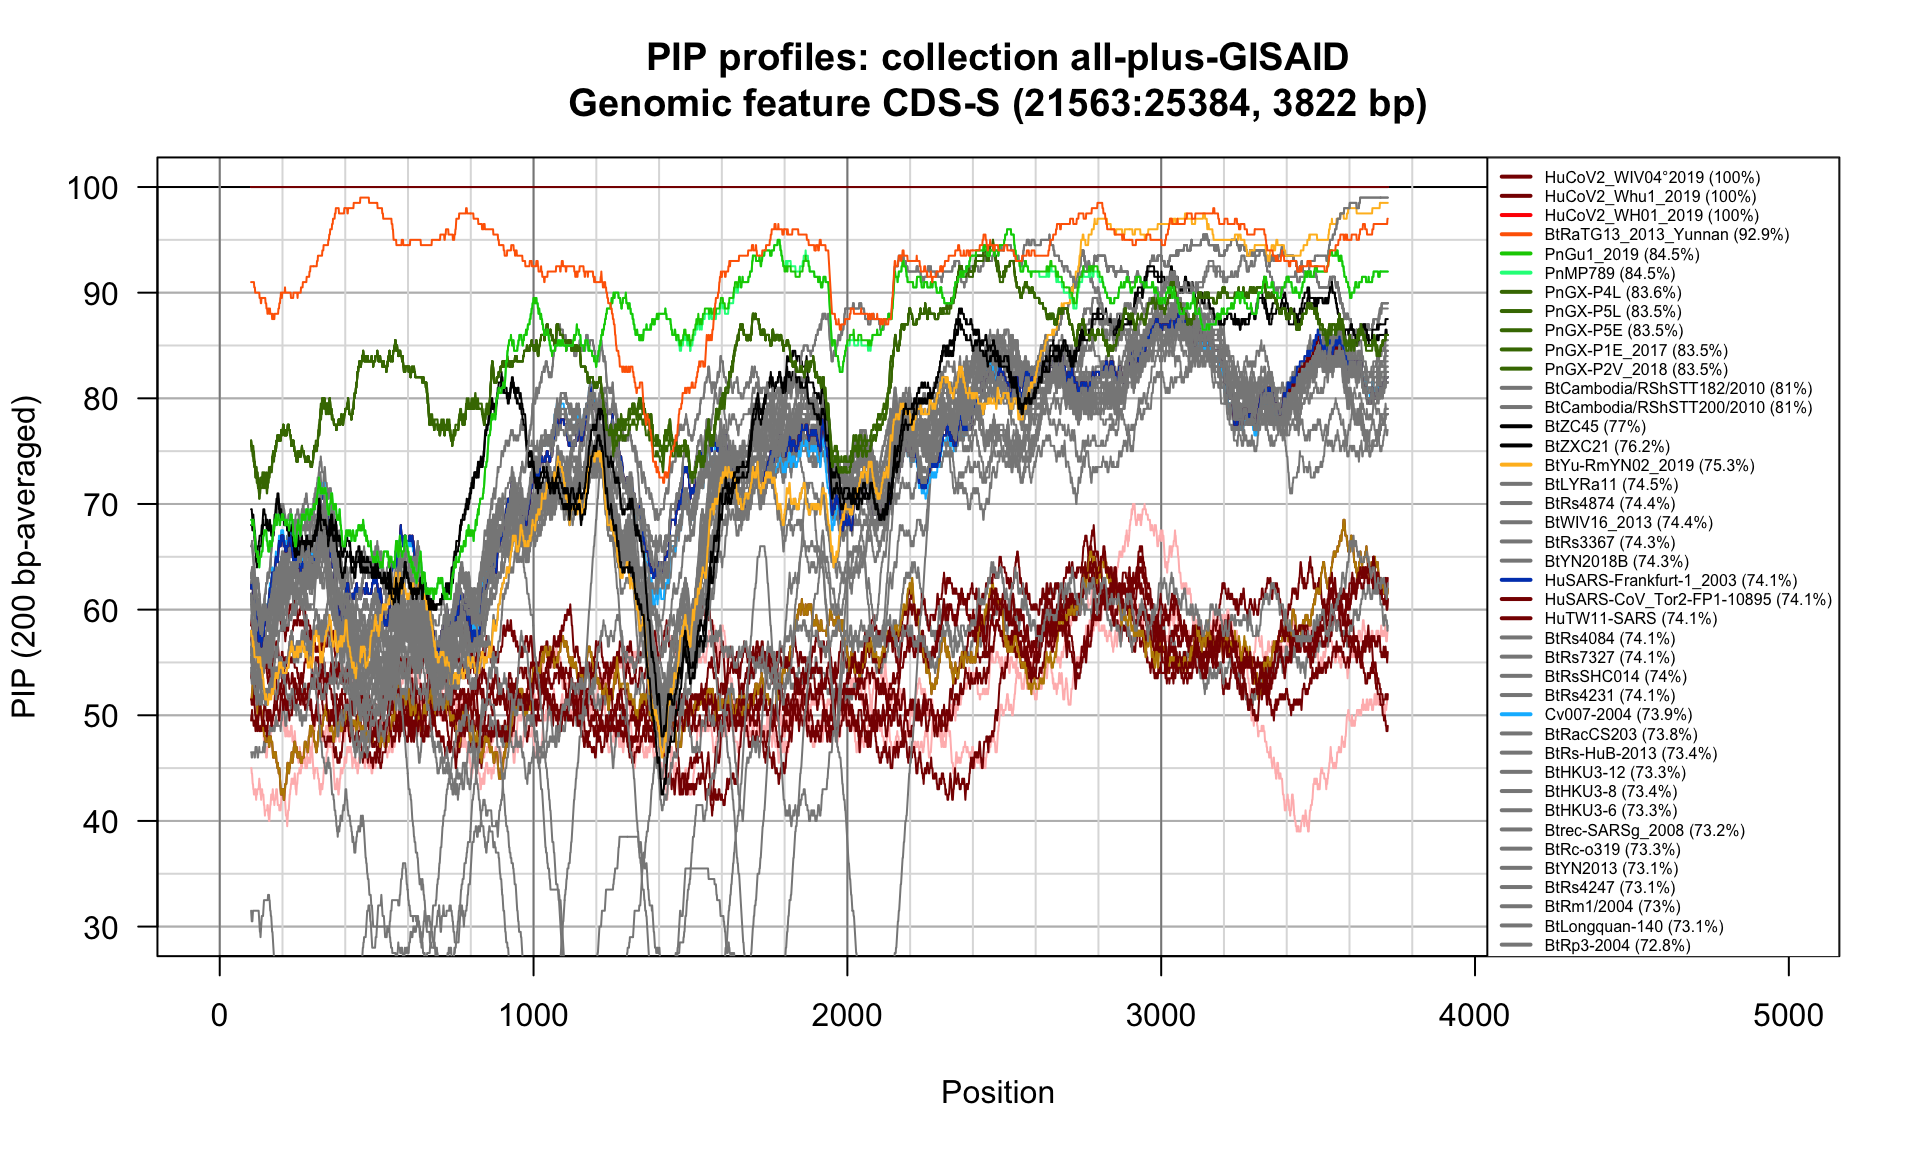 PIP profiles: collection all-plus-GISAID
Genomic feature CDS-S (21563:25384, 3822 bp)
PIP (200 bp-averaged)
100
90
80
70
60
50
40
30
0
1000
2000
3000
4000
5000
Position
HuCoV2_WIV04°2019 (100%)
HuCoV2_Whu1_2019 (100%)
HuCoV2_WH01_2019 (100%)
BtRaTG13_2013_Yunnan (92.9%)
PnGu1_2019 (84.5%)
PnMP789 (84.5%)
PnGX-P4L (83.6%)
PnGX-P5L (83.5%)
PnGX-P5E (83.5%)
PnGX-P1E_2017 (83.5%)
PnGX-P2V_2018 (83.5%)
BtCambodia/RShSTT182/2010 (81%)
BtCambodia/RShSTT200/2010 (81%)
BtZC45 (77%)
BtZXC21 (76.2%)
BtYu-RmYN02_2019 (75.3%)
BtLYRa11 (74.5%)
BtRs4874 (74.4%)
BtWIV16_2013 (74.4%)
BtRs3367 (74.3%)
BtYN2018B (74.3%)
HuSARS-Frankfurt-1_2003 (74.1%)
HuSARS-CoV_Tor2-FP1-10895 (74.1%)
HuTW11-SARS (74.1%)
BtRs4084 (74.1%)
BtRs7327 (74.1%)
BtRsSHC014 (74%)
BtRs4231 (74.1%)
Cv007-2004 (73.9%)
BtRacCS203 (73.8%)
BtRs-HuB-2013 (73.4%)
BtHKU3-12 (73.3%)
BtHKU3-8 (73.4%)
BtHKU3-6 (73.3%)
Btrec-SARSg_2008 (73.2%)
BtRc-o319 (73.3%)
BtYN2013 (73.1%)
BtRs4247 (73.1%)
BtRm1/2004 (73%)
BtLongquan-140 (73.1%)
BtRp3-2004 (72.8%)